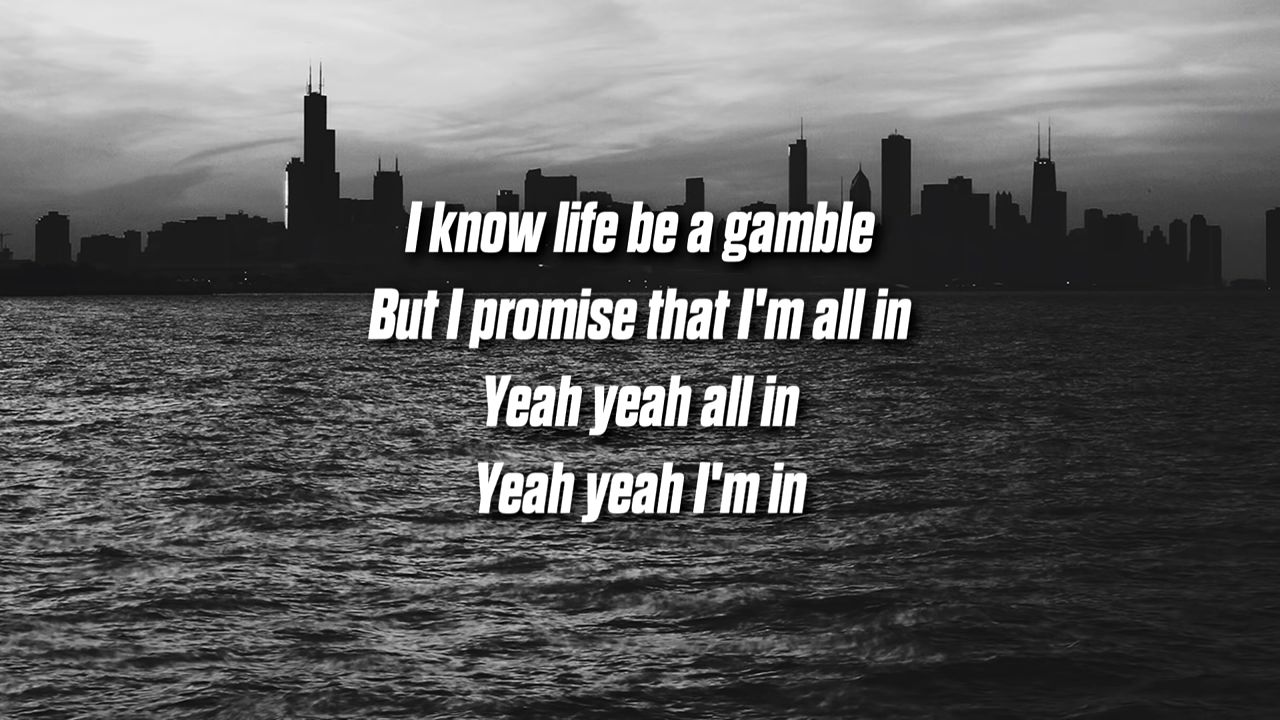 I know life be a gamble
But I promise that I'm all in
Yeah yeah all in
Yeah yeah I'm in